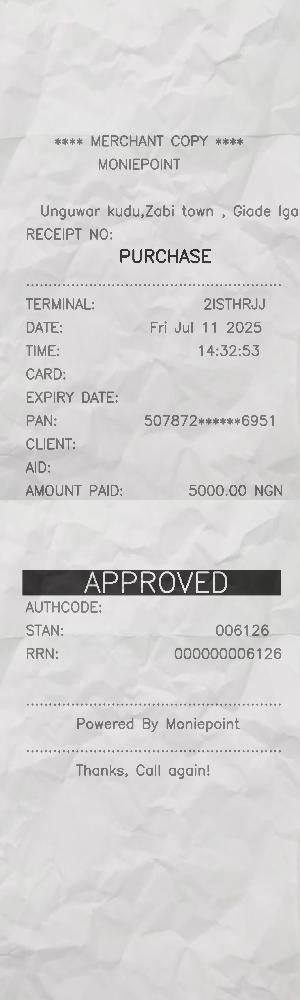 **** MERCHANT COPY ****
MONIEPOINT
Unguwar kudu,Zabi town , Giade lga
RECEIPT NO:
PURCHASE
TERMINAL: 2ISTHRJJ
DATE: Fri Jul 11 2025
TIME: 14:32:53
CARD:
EXPIRY DATE:
PAN: 507872******6951
CLIENT:
AID:
AMOUNT PAID: 5000.00 NGN
APPROVED
AUTHCODE:
STAN: 006126
RRN: 000000006126
Powered By Moniepoint
Thanks, Call again!